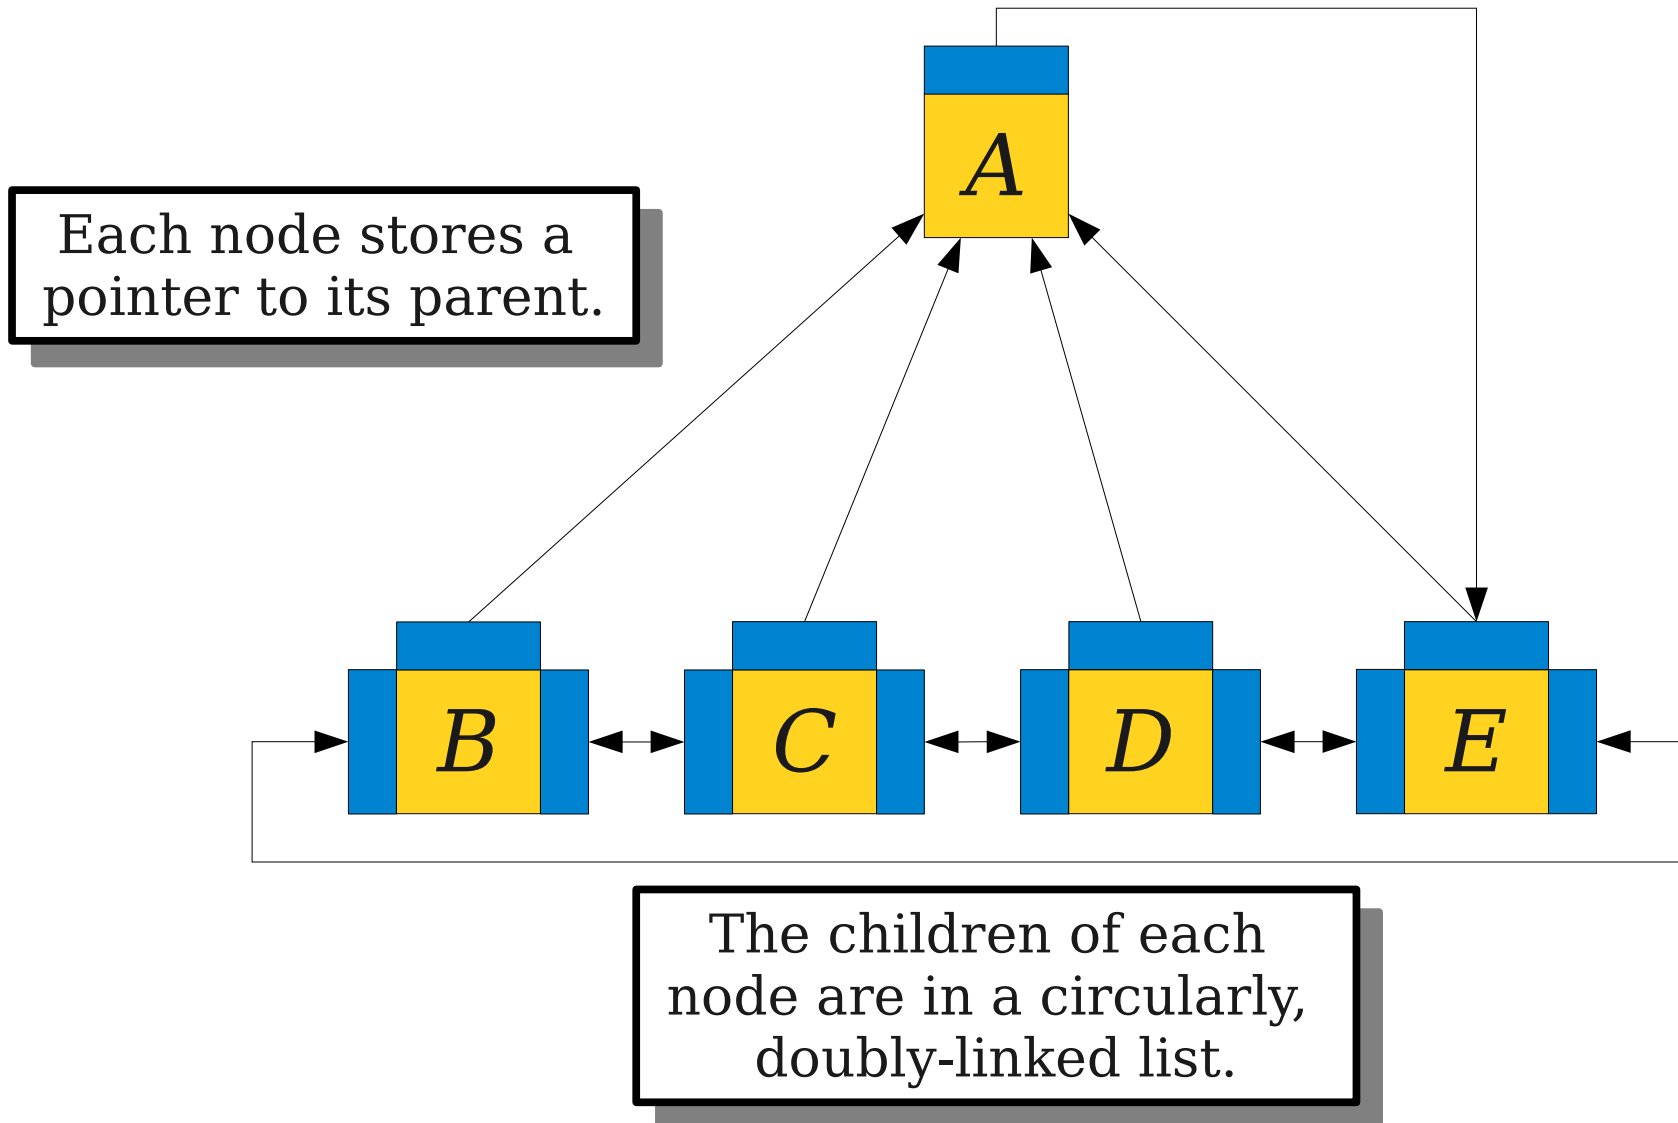 A
Each node stores a
pointer to its parent.
B C D E
The children of each
node are in a circularly,
doubly-linked list.